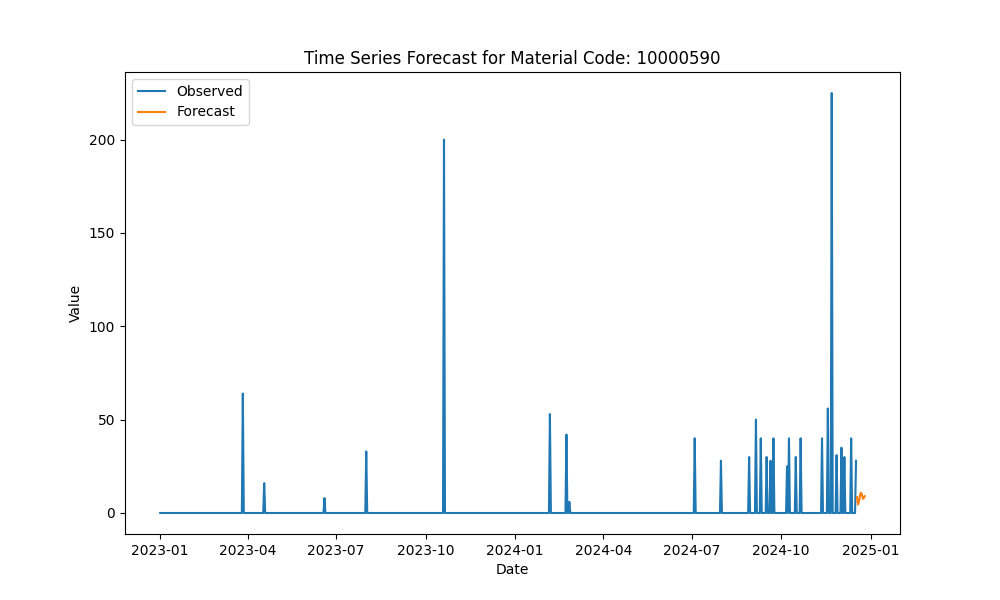 Time Series Forecast for Material Code: 10000590
Observed
Forecast
200
150
100
50
0
Value
2023-01 2023-04 2023-07 2023-10 2024-01 2024-04 2024-07 2024-10 2025-01
Date